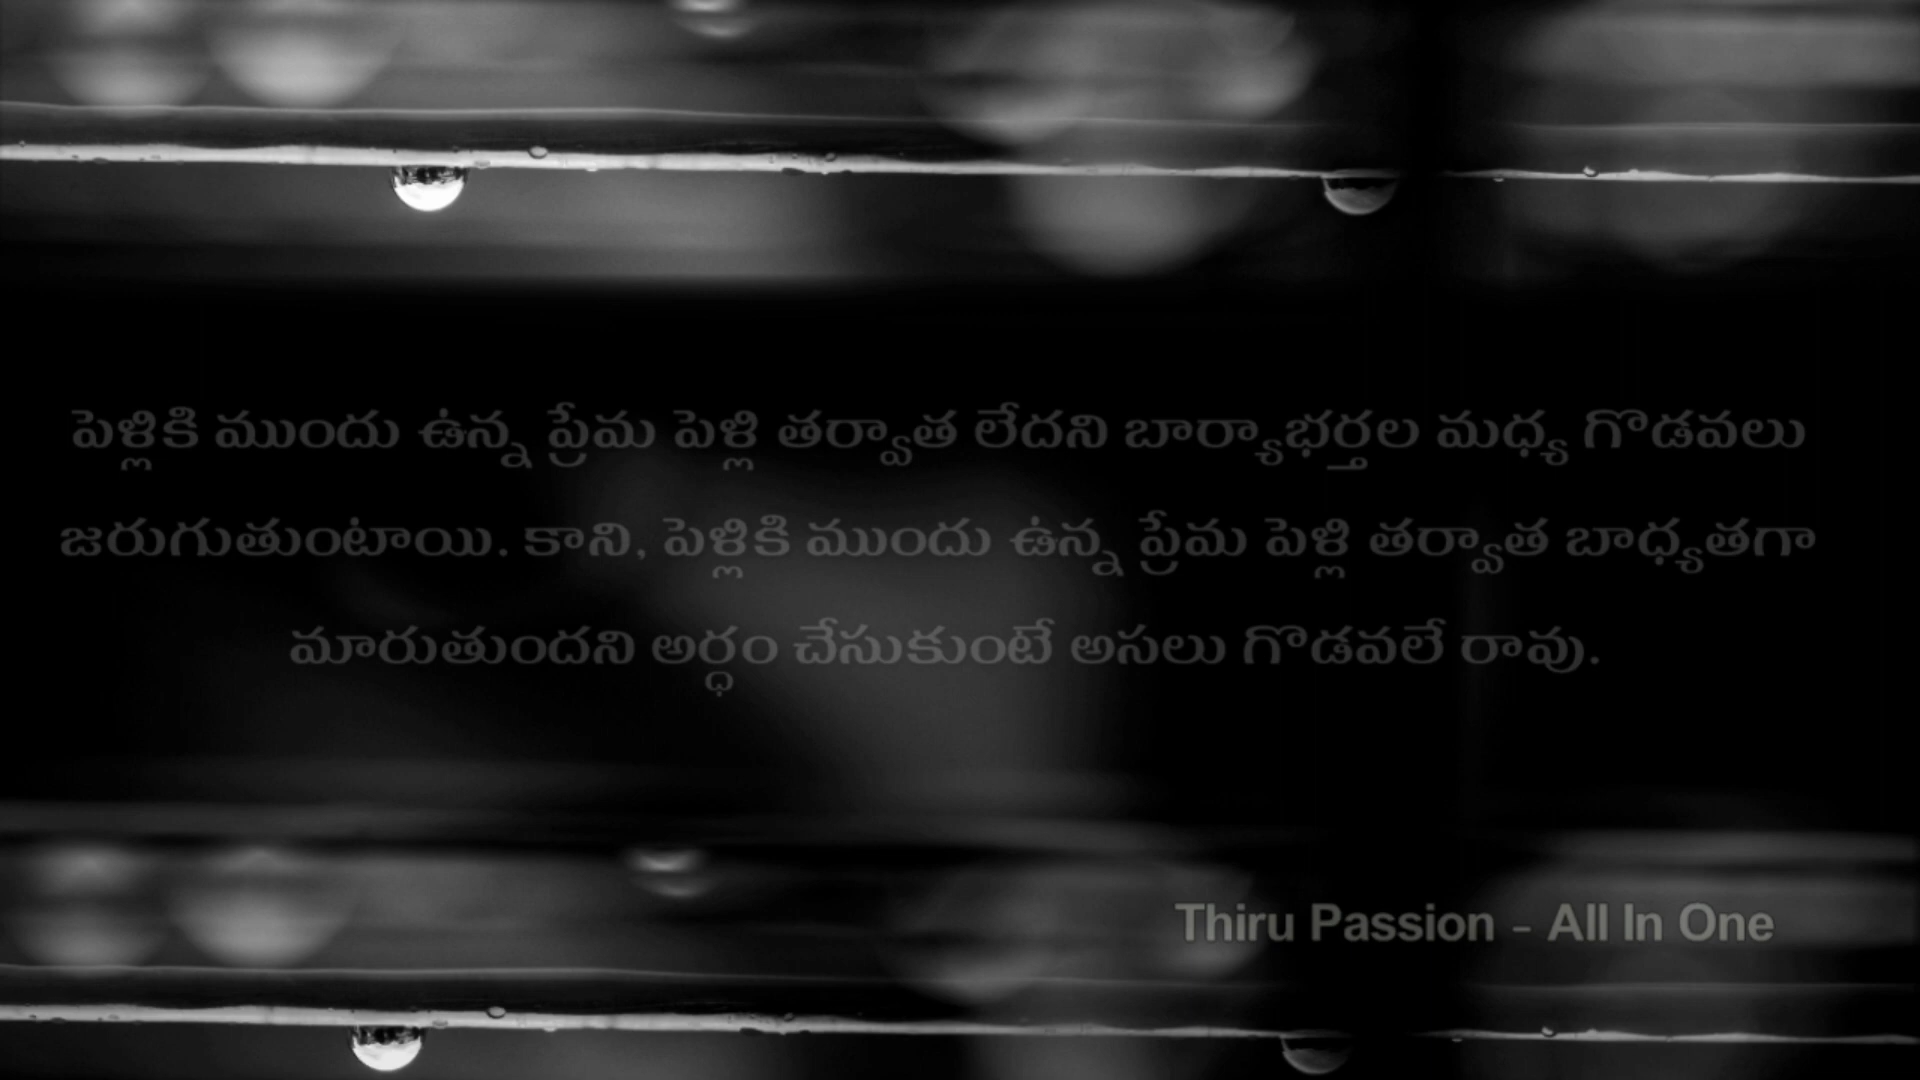 పెళ్లికి ముందు ఉన్న ప్రేమ పెళ్లి తర్వాత లేదని బార్యాభర్తల మధ్య గొడవలు
జరుగుతుంటాయి. కాని, పెళ్లికి ముందు ఉన్న ప్రేమ పెళ్లి తర్వాత బాధ్యతగా
మారుతుందని అర్ధం చేసుకుంటే అసలు గొడవలే రావు.
Thiru Passion - All In One